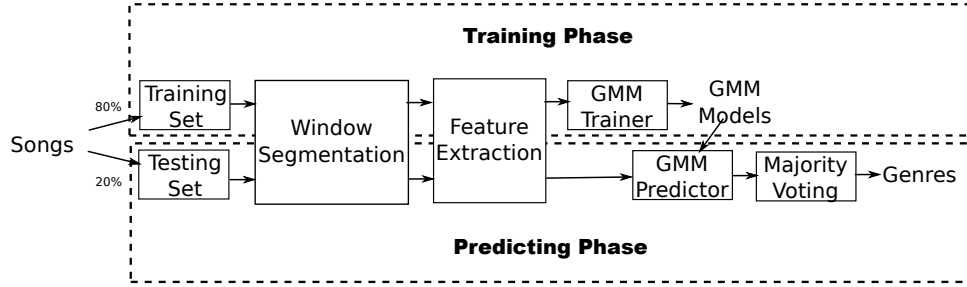 Training Phase
80%
Training
Set
Window
Segmentation
Feature
Extraction
GMM
Trainer
GMM
Models
Songs
20%
Testing
Set
GMM
Predictor
Majority
Voting
Genres
Predicting Phase